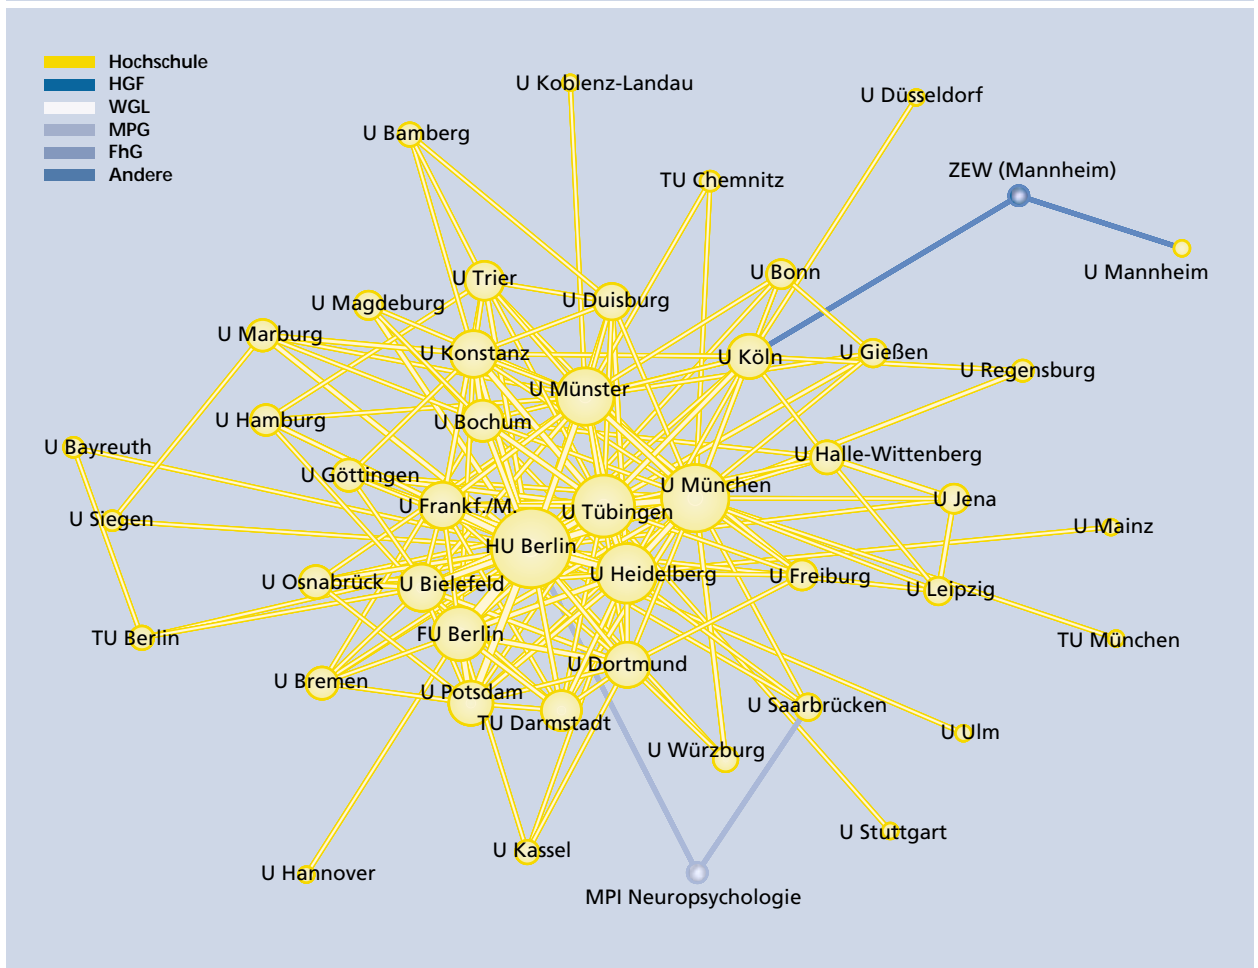 Hochschule
HGF
WGL
MPG
FhG
Andere
U Koblenz-Landau
U Düsseldorf
U Bamberg
TU Chemnitz
ZEW (Mannheim)
U Mannheim
U Trier
U Bonn
U Magdeburg
U Duisburg
U Marburg
U Konstanz
U Köln
U Gießen
U Regensburg
U Münster
U Hamburg
U Bochum
U Bayreuth
U Halle-Wittenberg
U Göttingen
U München
U Jena
U Frankf./M.
U Tübingen
U Siegen
U Mainz
HU Berlin
U Osnabrück
U Bielefeld
U Heidelberg
U Freiburg
U Leipzig
TU Berlin
FU Berlin
TU München
U Dortmund
U Bremen
U Potsdam
U Saarbrücken
TU Darmstadt
U Ulm
U Würzburg
U Stuttgart
U Kassel
U Hannover
MPI Neuropsychologie